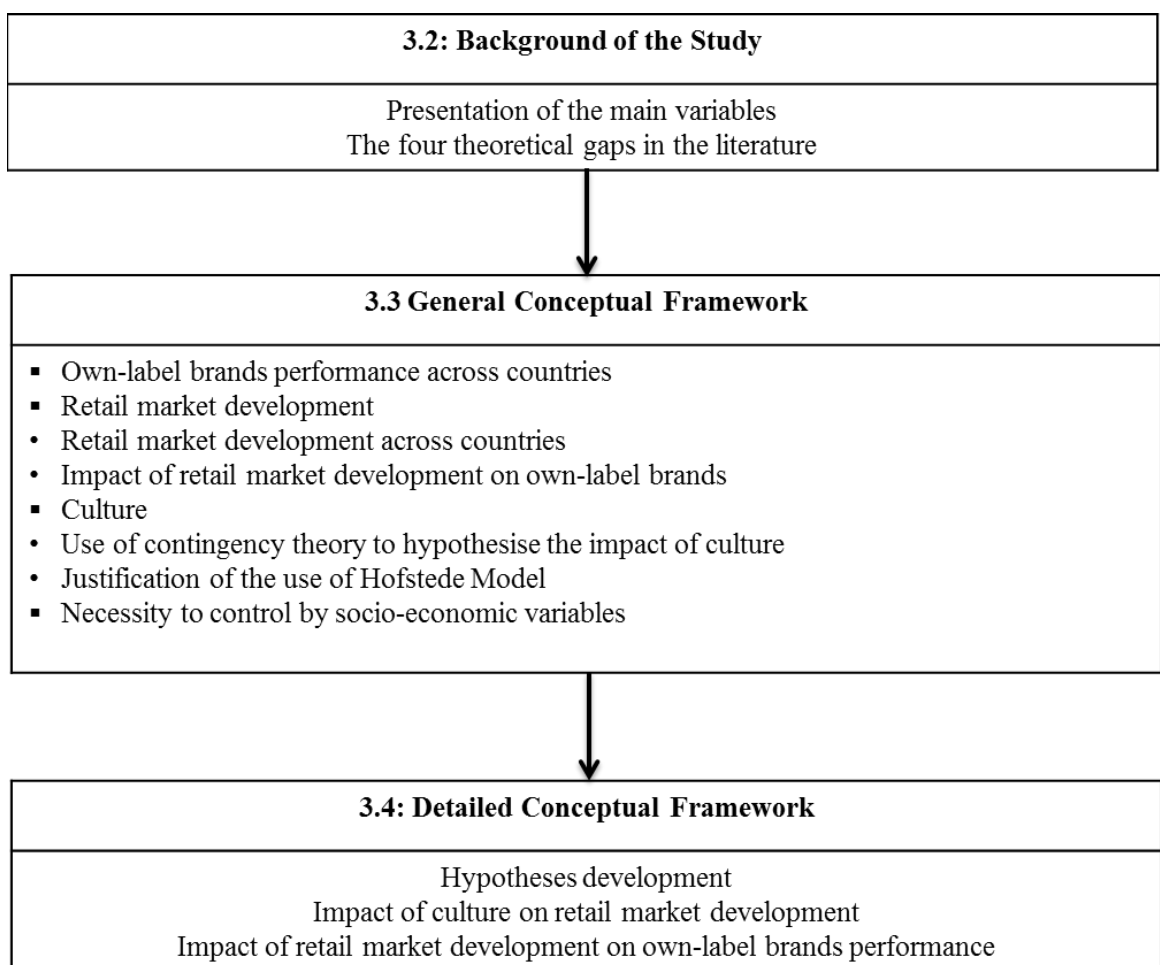 3.2: Background of the Study
Presentation of the main variables
The four theoretical gaps in the literature
3.3 General Conceptual Framework
▪ Own-label brands performance across countries
▪ Retail market development
• Retail market development across countries
• Impact of retail market development on own-label brands
▪ Culture
• Use of contingency theory to hypothesise the impact of culture
• Justification of the use of Hofstede Model
▪ Necessity to control by socio-economic variables
3.4: Detailed Conceptual Framework
Hypotheses development
Impact of culture on retail market development
Impact of retail market development on own-label brands performance